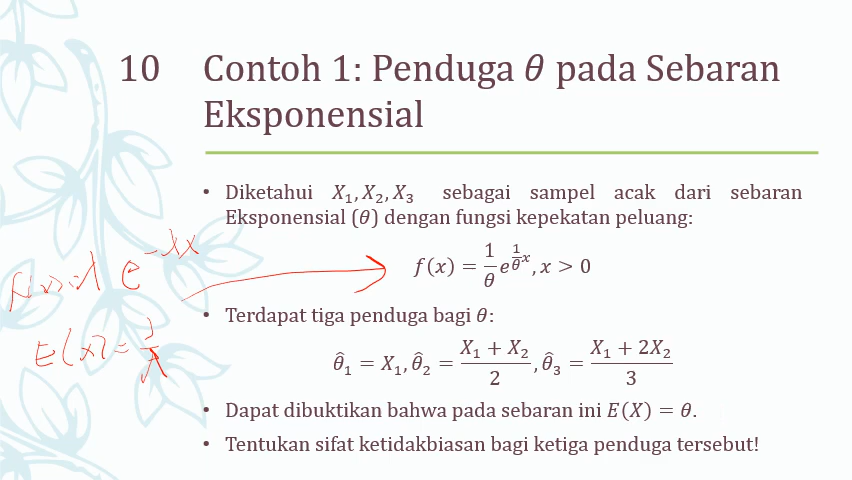 10 Contoh 1: Penduga θ pada Sebaran
Eksponensial
• Diketahui X₁, X₂, X₃ sebagai sampel acak dari sebaran
Eksponensial (θ) dengan fungsi kepekatan peluang:
f(x) = 1/θ e^(1/θ x), x > 0
f(x) = λ e^(-λx)
• Terdapat tiga penduga bagi θ:
E(X) = 1/λ
θ̂₁ = X₁, θ̂₂ = (X₁ + X₂)/2, θ̂₃ = (X₁ + 2X₂)/3
• Dapat dibuktikan bahwa pada sebaran ini E(X) = θ.
• Tentukan sifat ketidakbiasan bagi ketiga penduga tersebut!